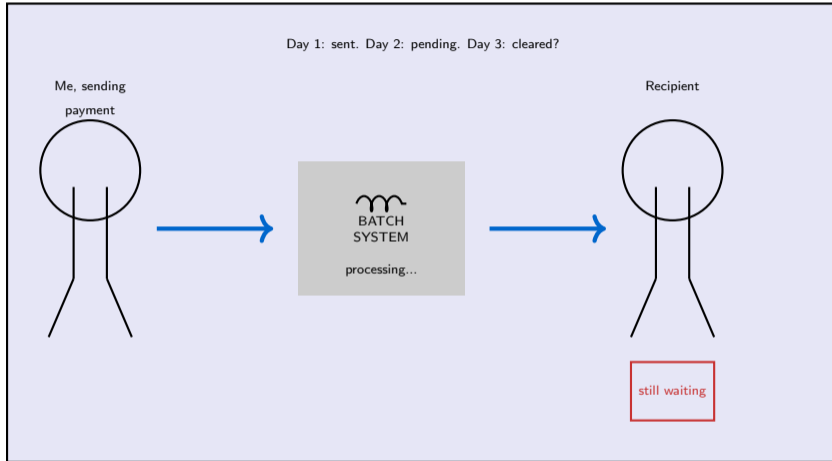 Day 1: sent. Day 2: pending. Day 3: cleared?
Me, sending
payment
Recipient
BATCH
SYSTEM
processing...
still waiting